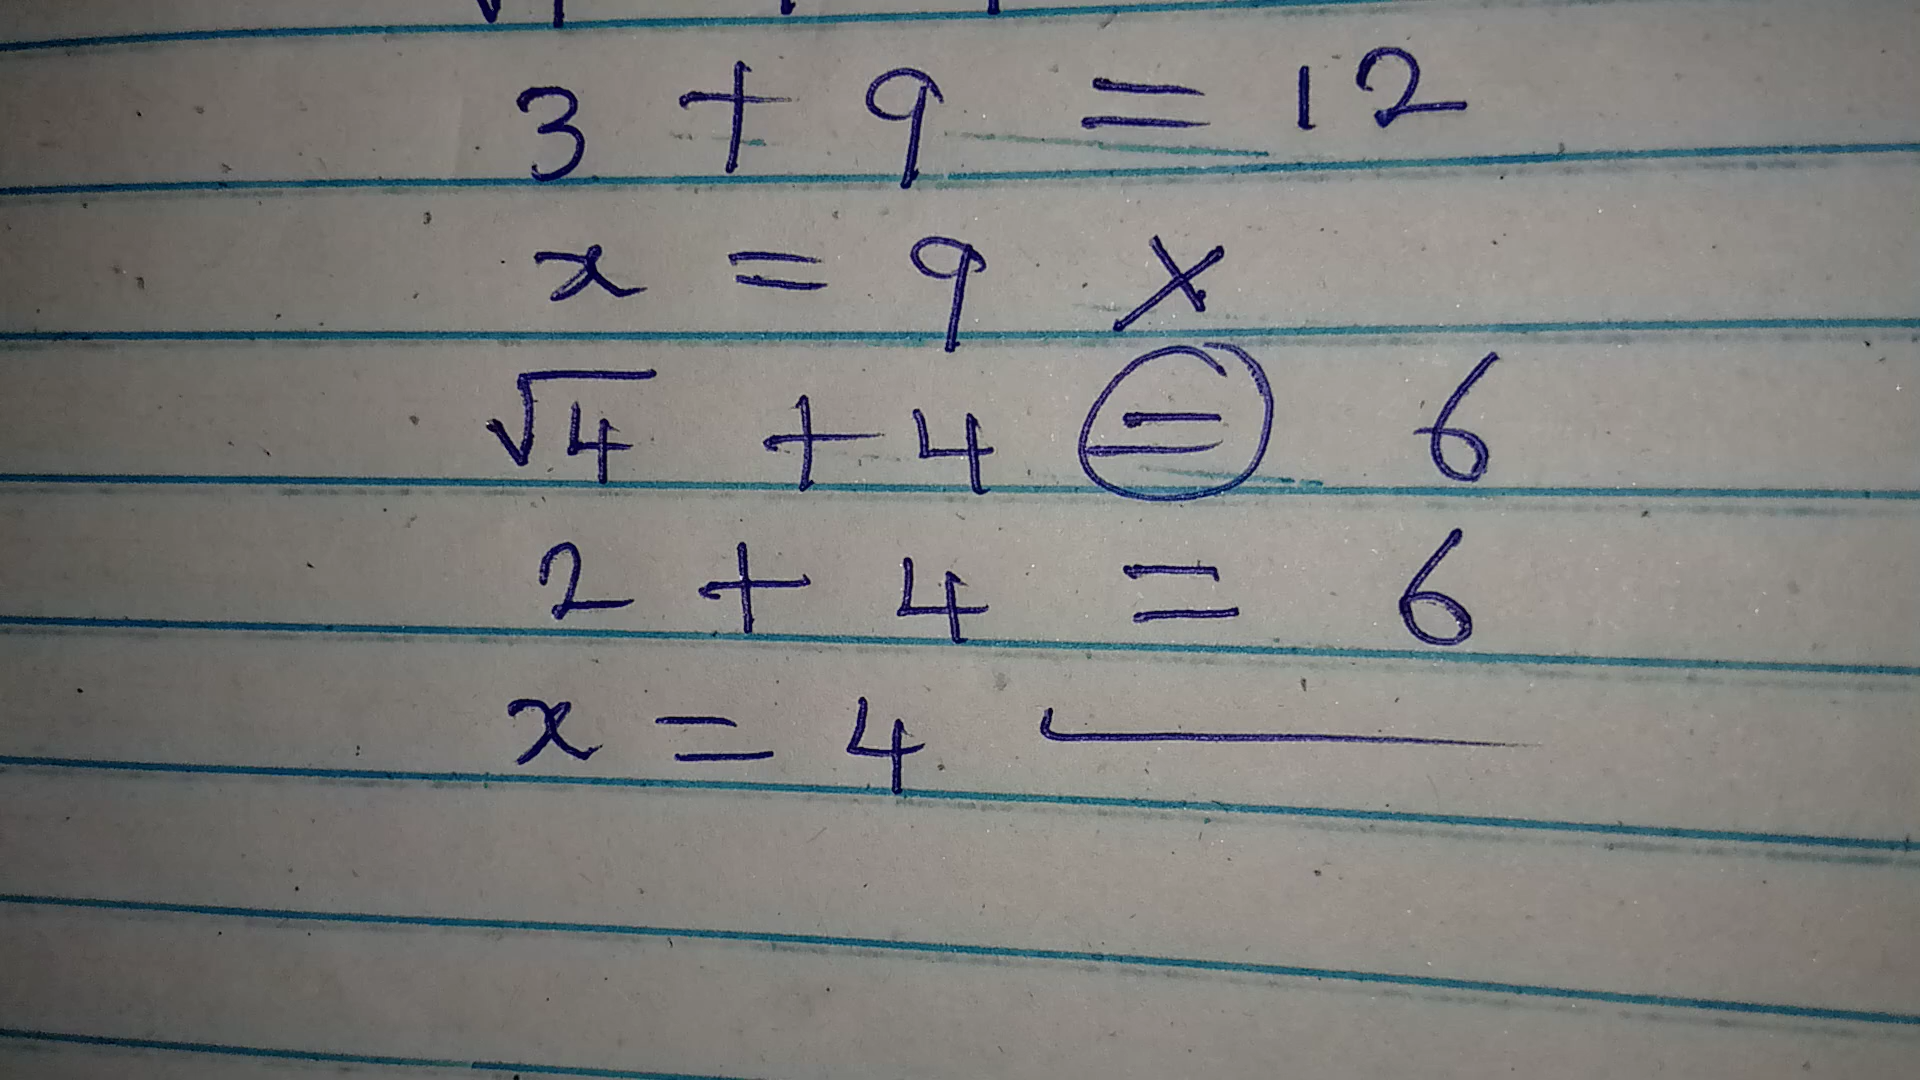 3 + 9 = 12
x = 9 ×
√4 + 4 = 6
2 + 4 = 6
x = 4